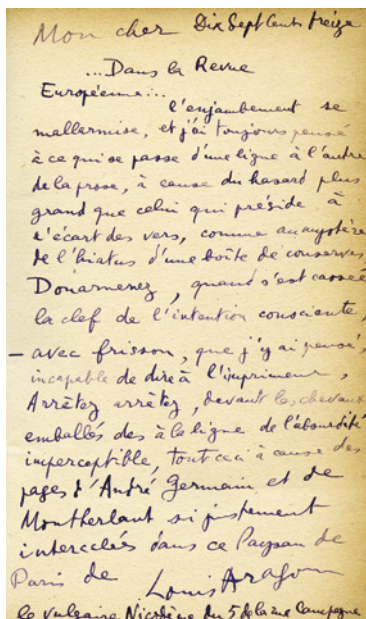 Mon cher Dix Sept Cent treize
...Dans la Revue
Européenne...
l'enjambement se
mallarmise, et j'ai toujours pensé
à ce qui se passe d'une ligne à l'autre
de la prose, à cause du hasard plus
grand que celui qui préside à
l'écart des vers, comme au mystère
de l'hiatus d'une boîte de conserves
Douarnenez, quand s'est cassée
la clef de l'intention consciente,
– avec frisson, que j'y ai pensé,
incapable de dire à l'imprimeur,
Arrêtez arrêtez, devant les chevaux
emballés des à la ligne de l'absurdité
imperceptible, tout ceci à cause des
pages d'André Germain et de
Montherlant si justement
intercalés dans ce Paysan de
Paris de Louis Aragon
le vulgaire Nicodème du 5 de la rue Campagne